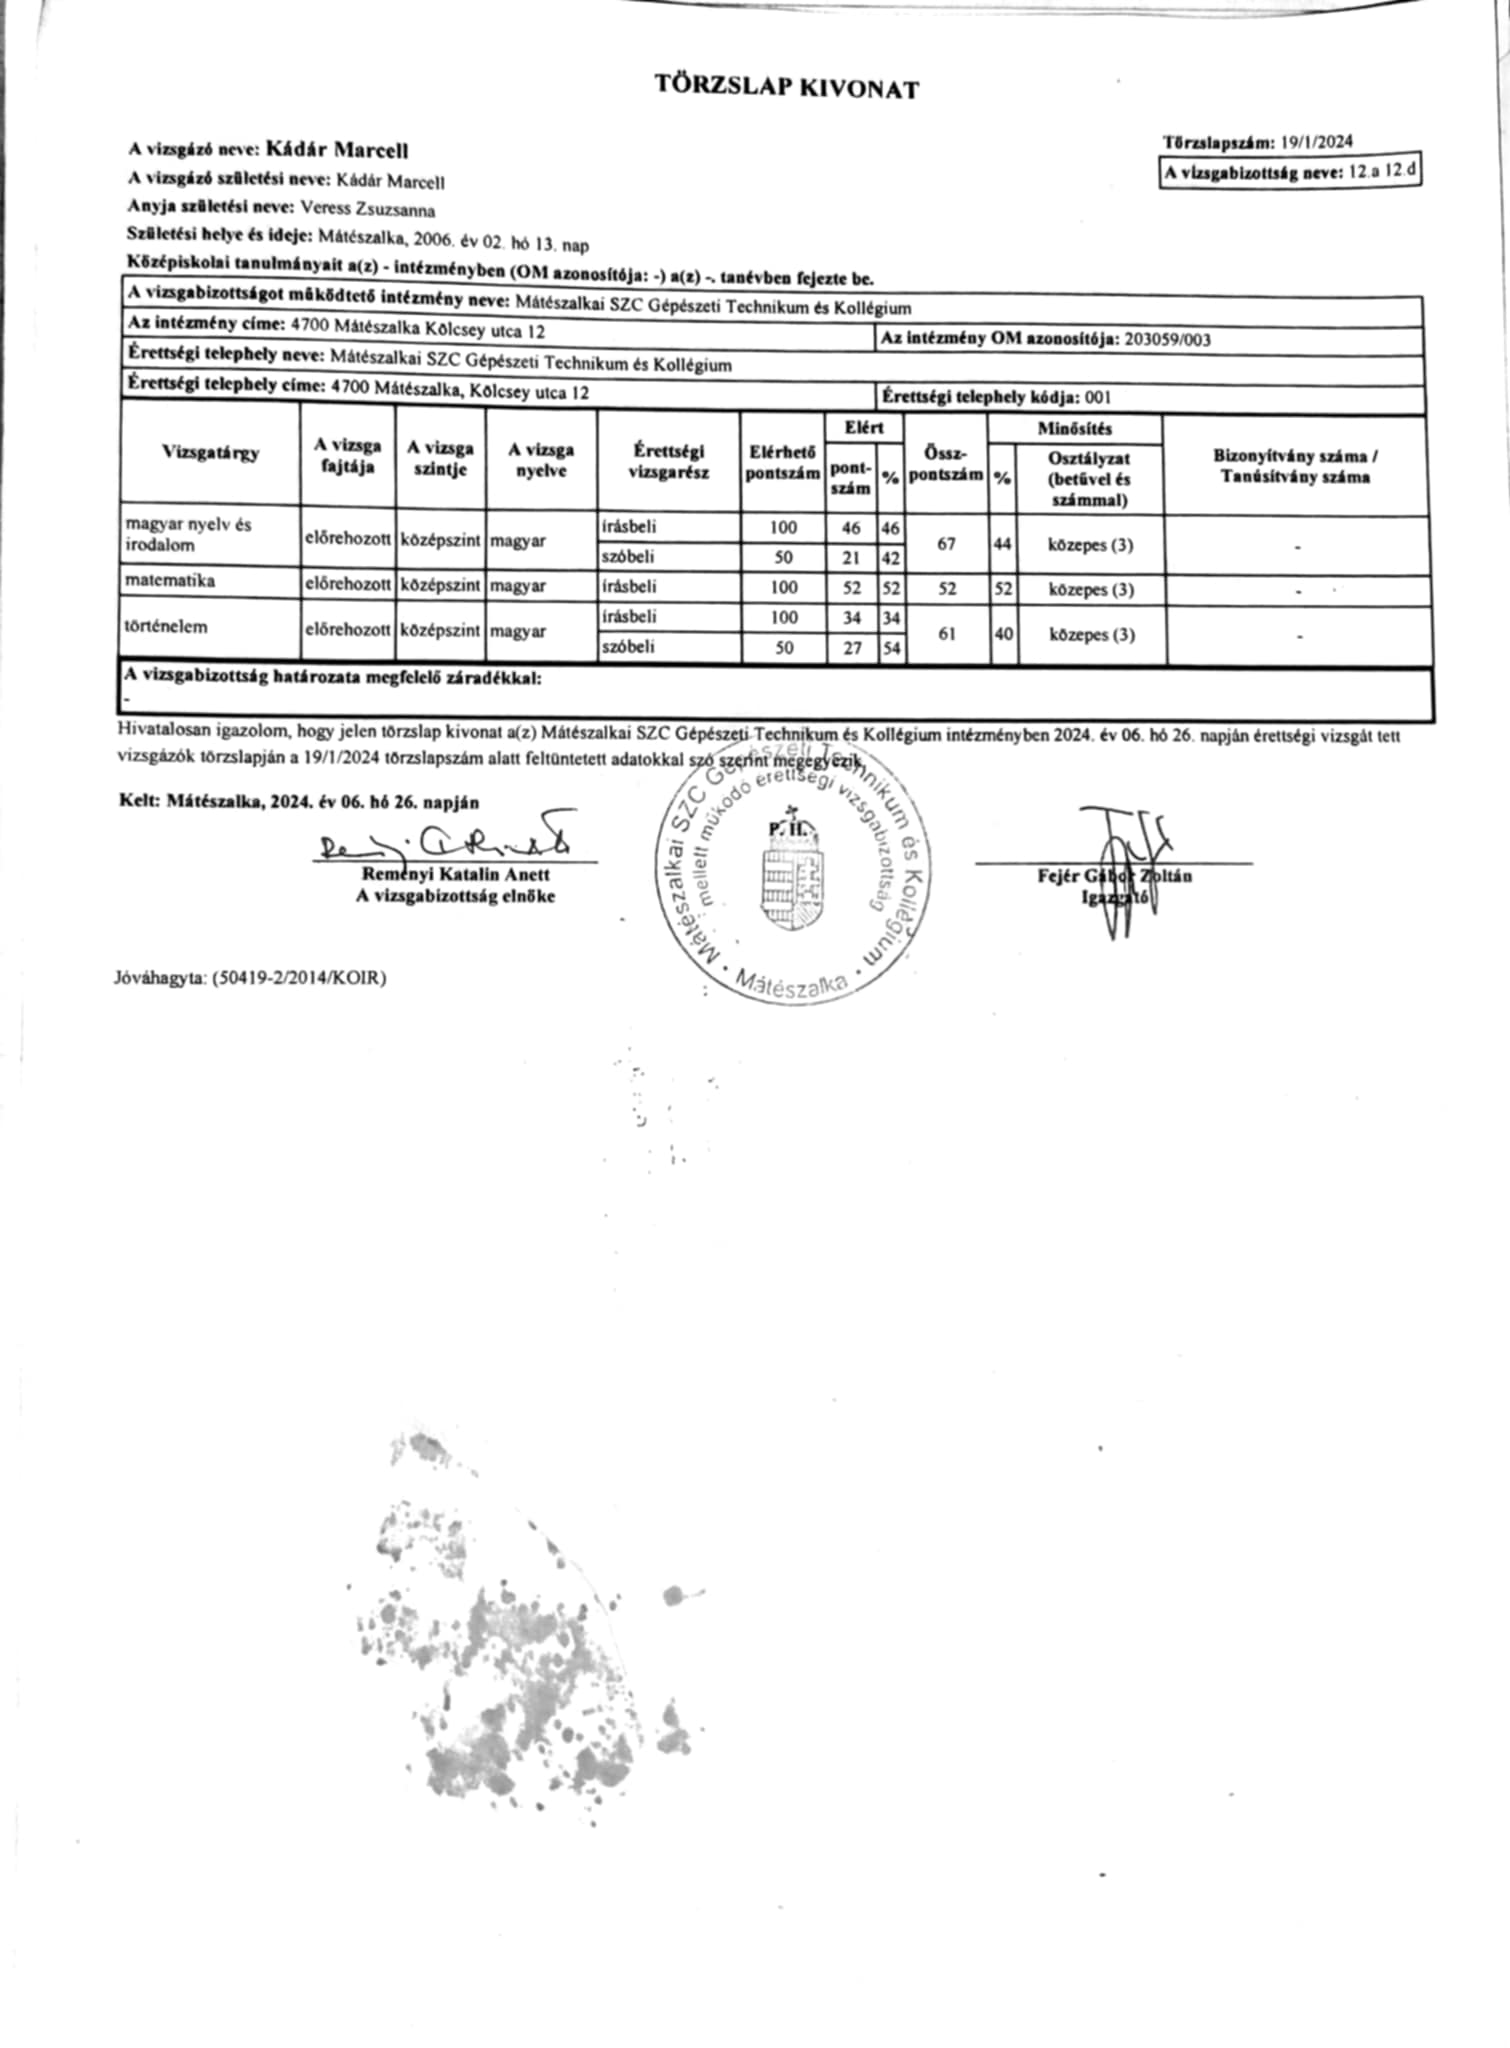 TÖRZSLAP KIVONAT
Törzslapszám: 19/1/2024
A vizsgabizottság neve: 12.a 12.d
A vizsgázó neve: Kádár Marcell
A vizsgázó születési neve: Kádár Marcell
Anyja születési neve: Veress Zsuzsanna
Születési helye és ideje: Mátészalka, 2006. év 02. hó 13. nap
Középiskolai tanulmányait a(z) - intézményben (OM azonosítója: -) a(z) -. tanévben fejezte be.
A vizsgabizottságot működtető intézmény neve: Mátészalkai SZC Gépészeti Technikum és Kollégium
Az intézmény címe: 4700 Mátészalka Kölcsey utca 12 Az intézmény OM azonosítója: 203059/003
Érettségi telephely neve: Mátészalkai SZC Gépészeti Technikum és Kollégium
Érettségi telephely címe: 4700 Mátészalka, Kölcsey utca 12 Érettségi telephely kódja: 001
Vizsgatárgy
A vizsga fajtája
A vizsga szintje
A vizsga nyelve
Érettségi vizsgarész
Elérhető pontszám
Elért
pont-
szám
%
Össz-
pontszám
Minősítés
%
Osztályzat
(betűvel és
számmal)
Bizonyítvány száma /
Tanúsítvány száma
magyar nyelv és
irodalom
előrehozott középszint magyar
írásbeli 100 46 46
szóbeli 50 21 42
67 44 közepes (3) -
matematika előrehozott középszint magyar írásbeli 100 52 52 52 52 közepes (3) -
történelem előrehozott középszint magyar
írásbeli 100 34 34
szóbeli 50 27 54
61 40 közepes (3) -
A vizsgabizottság határozata megfelelő záradékkal:
-
Hivatalosan igazolom, hogy jelen törzslap kivonat a(z) Mátészalkai SZC Gépészeti Technikum és Kollégium intézményben 2024. év 06. hó 26. napján érettségi vizsgát tett
vizsgázók törzslapján a 19/1/2024 törzslapszám alatt feltüntetett adatokkal szó szerint megegyezik.
Kelt: Mátészalka, 2024. év 06. hó 26. napján
P. H.
Mátészalkai SZC Gépészeti Technikum és Kollégium
mellett működő érettségi vizsgabizottság
• Mátészalka •
Reményi Katalin Anett
A vizsgabizottság elnöke
Fejér Gábor Zoltán
Igazgató
Jóváhagyta: (50419-2/2014/KOIR)